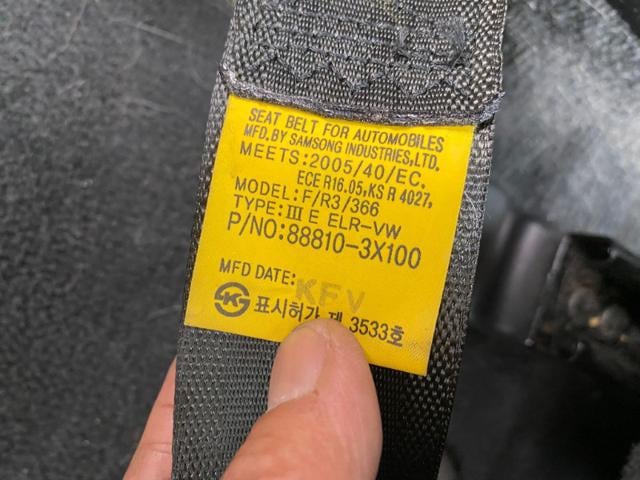 SEAT BELT FOR AUTOMOBILES
MFD.BY SAMSONG INDUSTRIES,LTD.
MEETS:2005/40/EC.
ECE R16.05,KS R 4027,
MODEL:F/R3/366
TYPE:Ⅲ E ELR-VW
P/NO:88810-3X100
MFD DATE: KFV
표시허가 제 3533호